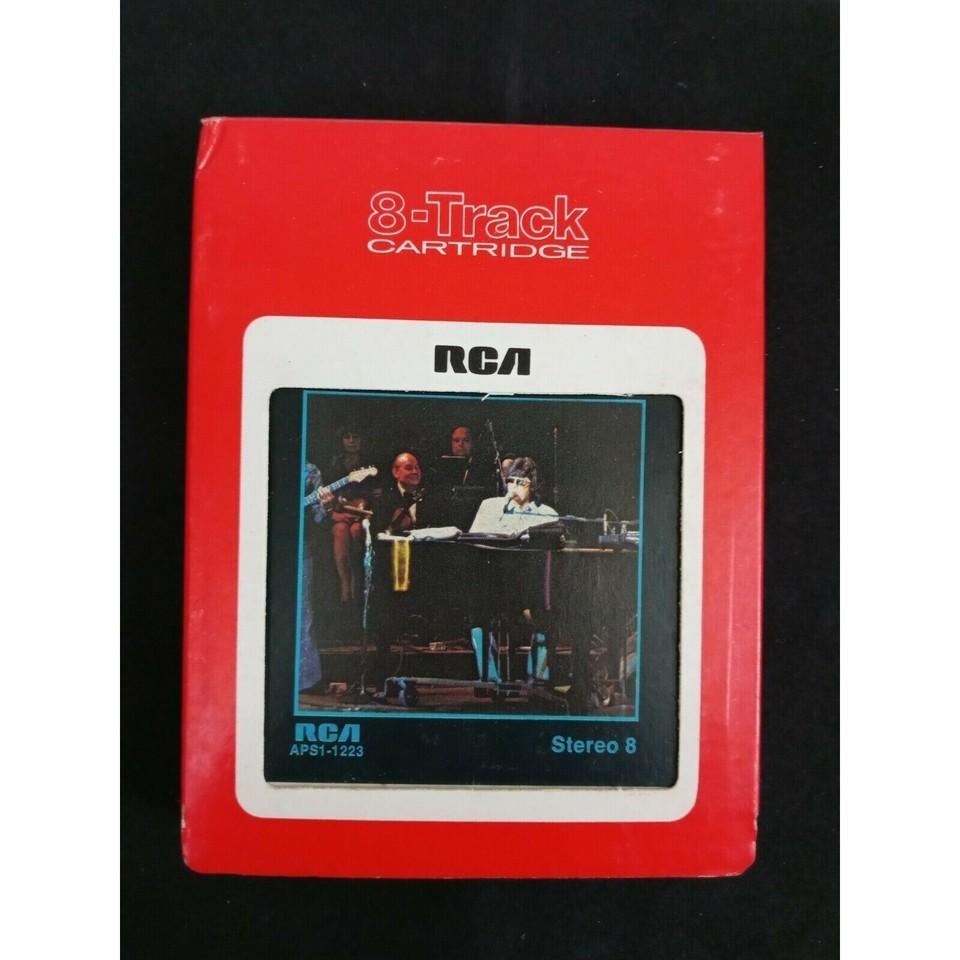 8-Track
CARTRIDGE
RCA
RCA
APS1-1223
Stereo 8